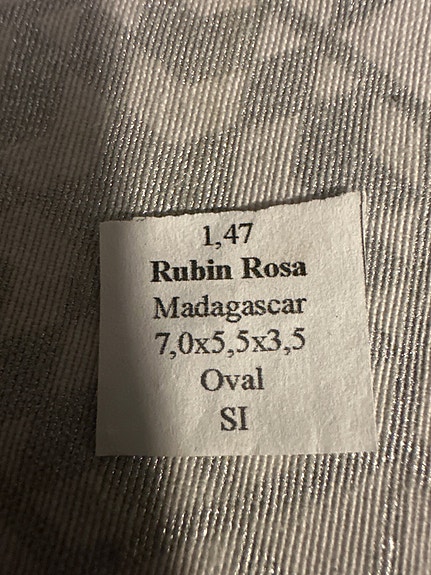 1,47
Rubin Rosa
Madagascar
7,0x5,5x3,5
Oval
SI